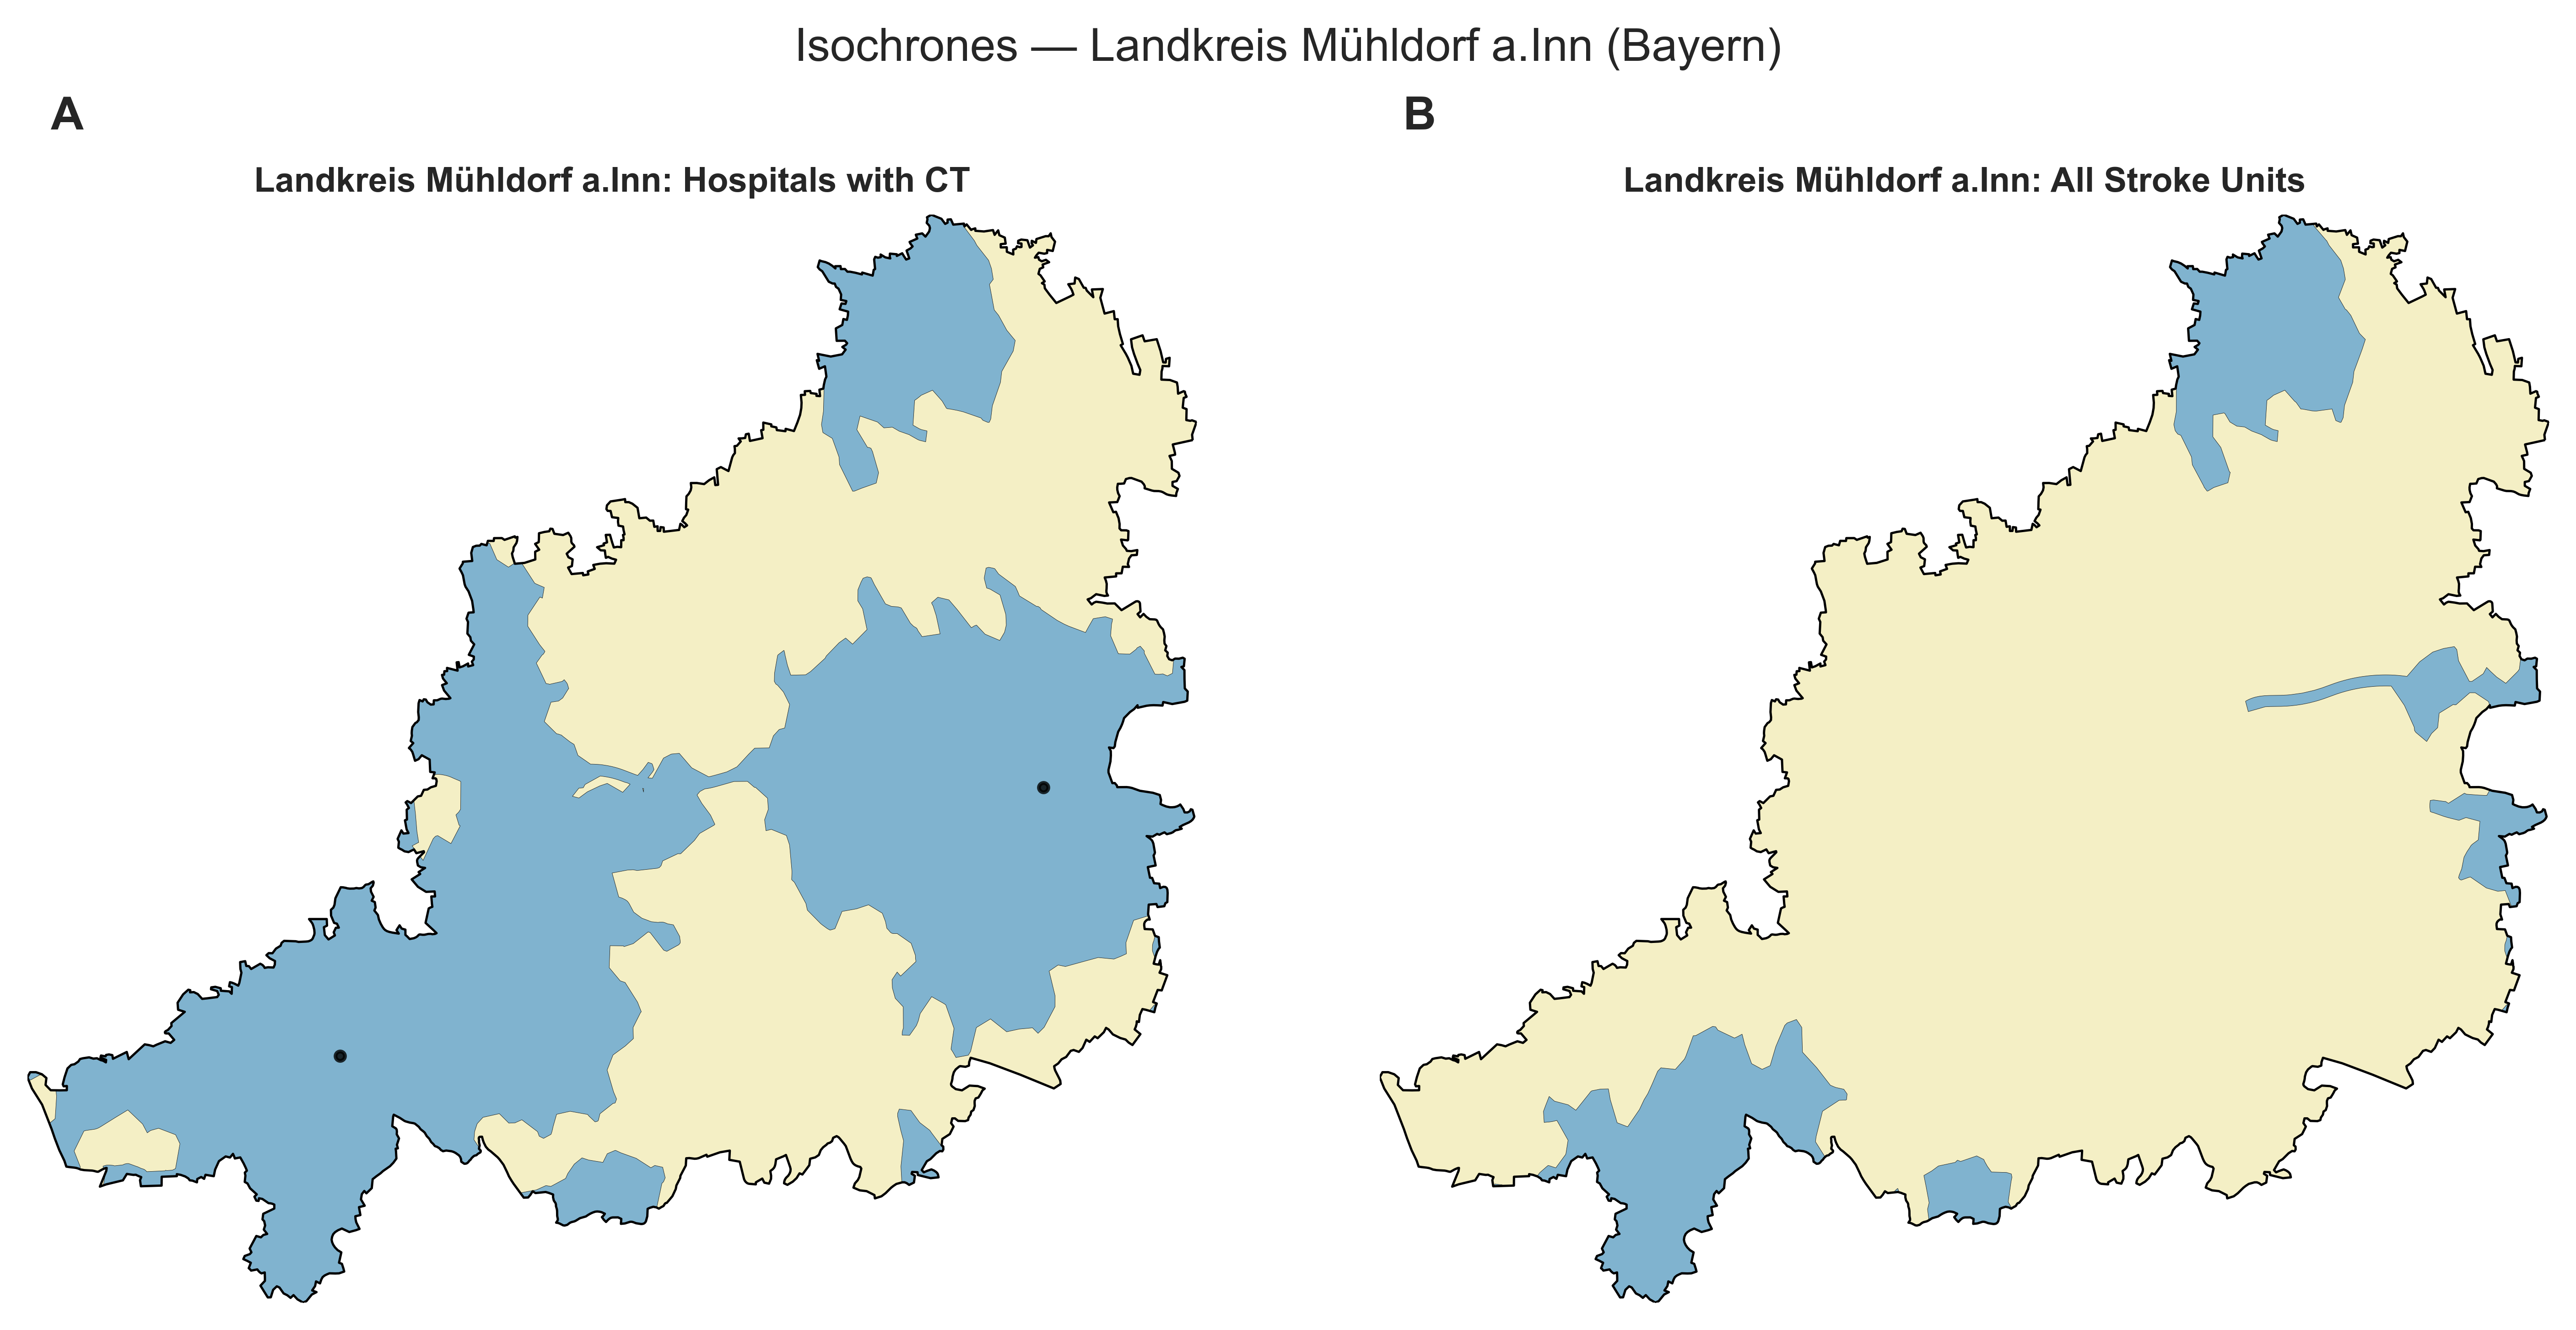 Isochrones — Landkreis Mühldorf a.Inn (Bayern)
A
B
Landkreis Mühldorf a.Inn: Hospitals with CT
Landkreis Mühldorf a.Inn: All Stroke Units